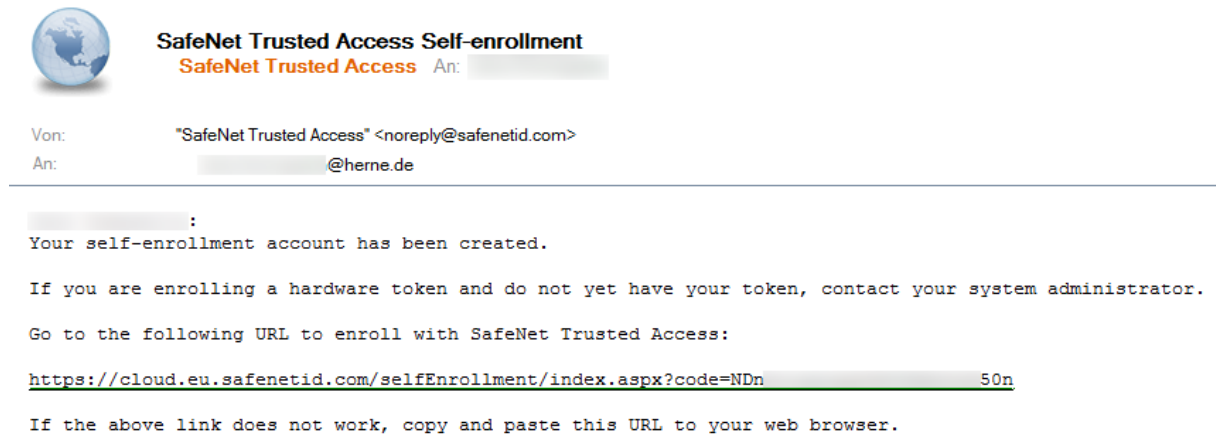 SafeNet Trusted Access Self-enrollment
SafeNet Trusted Access An:
Von: "SafeNet Trusted Access" <noreply@safenetid.com>
An: @herne.de
:
Your self-enrollment account has been created.
If you are enrolling a hardware token and do not yet have your token, contact your system administrator.
Go to the following URL to enroll with SafeNet Trusted Access:
https://cloud.eu.safenetid.com/selfEnrollment/index.aspx?code=NDn 50n
If the above link does not work, copy and paste this URL to your web browser.